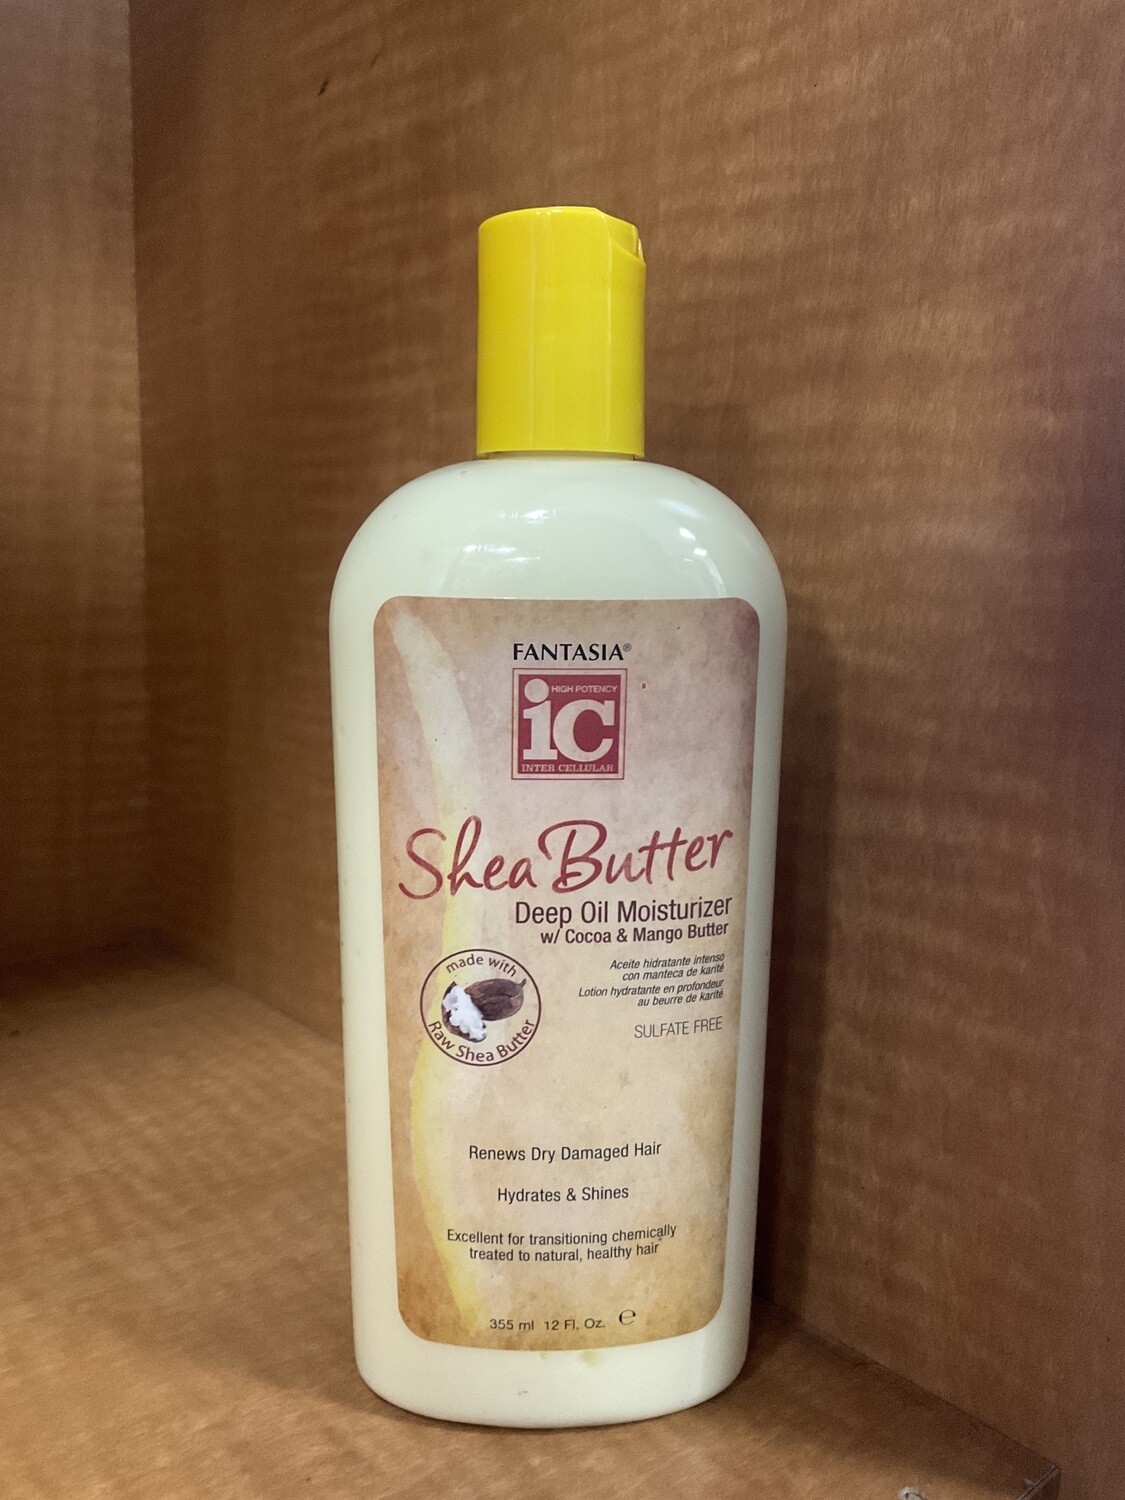 FANTASIA®
HIGH POTENCY
iC
INTER CELLULAR
Shea Butter
Deep Oil Moisturizer
w/ Cocoa & Mango Butter
Aceite hidratante intenso
con manteca de karité
Lotion hydratante en profondeur
au beurre de karité
SULFATE FREE
made with
Raw Shea Butter
Renews Dry Damaged Hair
Hydrates & Shines
Excellent for transitioning chemically
treated to natural, healthy hair
355 ml 12 Fl. Oz. ℮